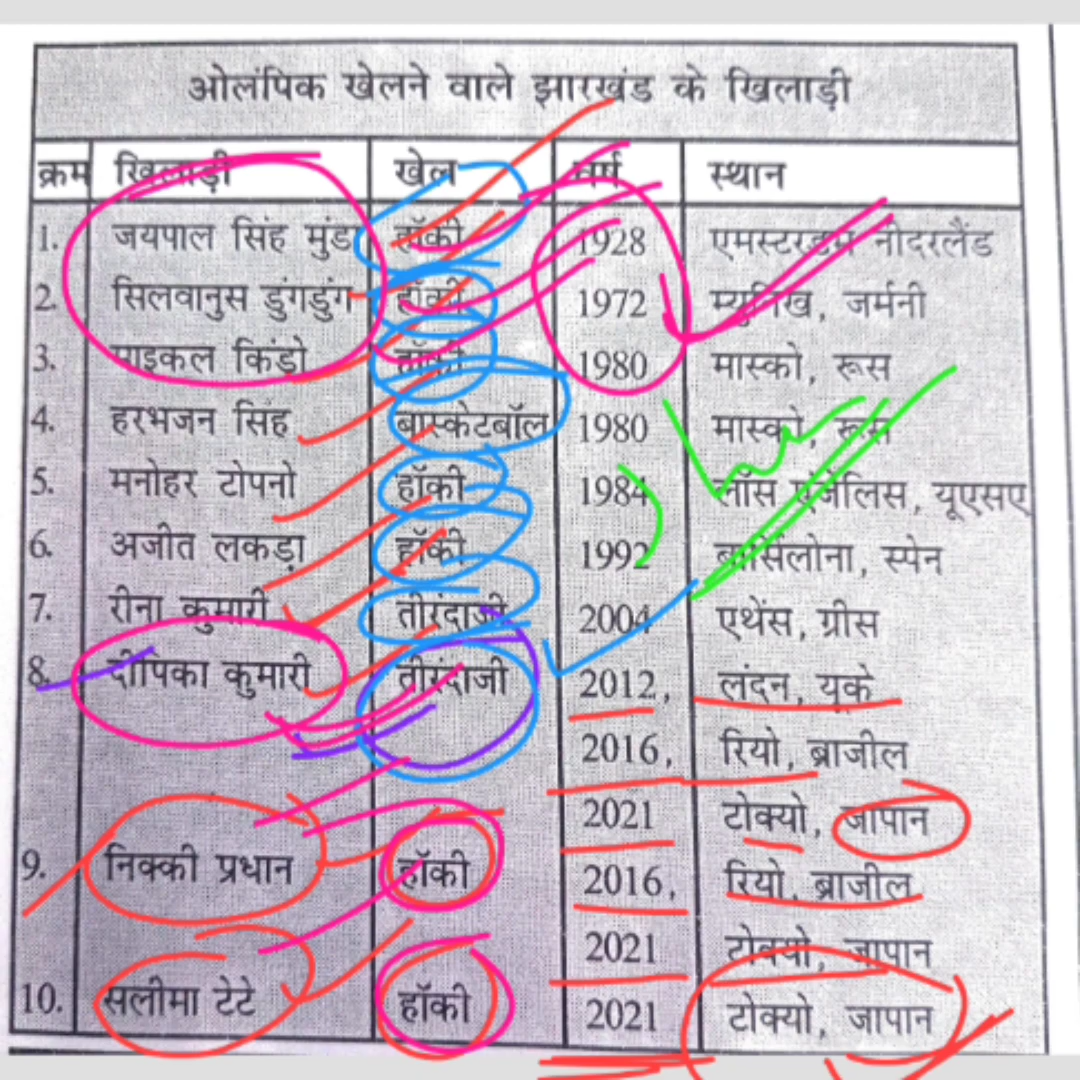 ओलंपिक खेलने वाले झारखंड के खिलाड़ी
क्रम खिलाड़ी खेल वर्ष स्थान
1. जयपाल सिंह मुंडा हॉकी 1928 एमस्टरडम नीदरलैंड
2. सिलवानुस डुंगडुंग हॉकी 1972 म्युनिख, जर्मनी
3. माइकल किंडो हॉकी 1980 मास्को, रूस
4. हरभजन सिंह बास्केटबॉल 1980 मास्को, रूस
5. मनोहर टोपनो हॉकी 1984 लॉस एंजेलिस, यूएसए
6. अजीत लकड़ा हॉकी 1992 बार्सिलोना, स्पेन
7. रीना कुमारी तीरंदाजी 2004 एथेंस, ग्रीस
8. दीपिका कुमारी तीरंदाजी 2012, लंदन, यूके
2016, रियो, ब्राजील
2021 टोक्यो, जापान
9. निक्की प्रधान हॉकी 2016, रियो, ब्राजील
2021 टोक्यो, जापान
10. सलीमा टेटे हॉकी 2021 टोक्यो, जापान